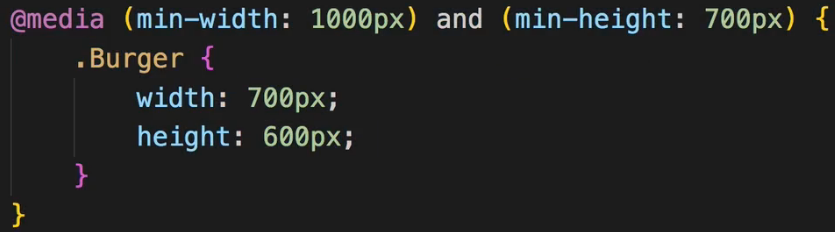 @media (min-width: 1000px) and (min-height: 700px) {
    .Burger {
        width: 700px;
        height: 600px;
    }
}